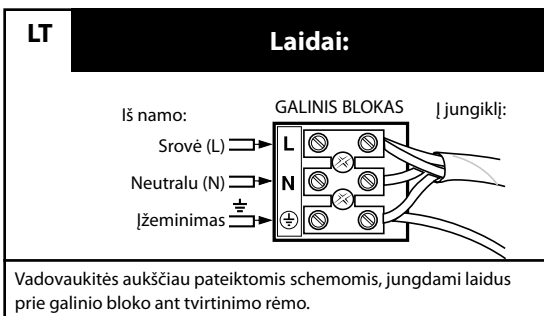 LT
Laidai:
Iš namo:
GALINIS BLOKAS
Į jungiklį:
Srovė (L)
L
Neutralu (N)
N
Įžeminimas
Vadovaukitės aukščiau pateiktomis schemomis, jungdami laidus
prie galinio bloko ant tvirtinimo rėmo.